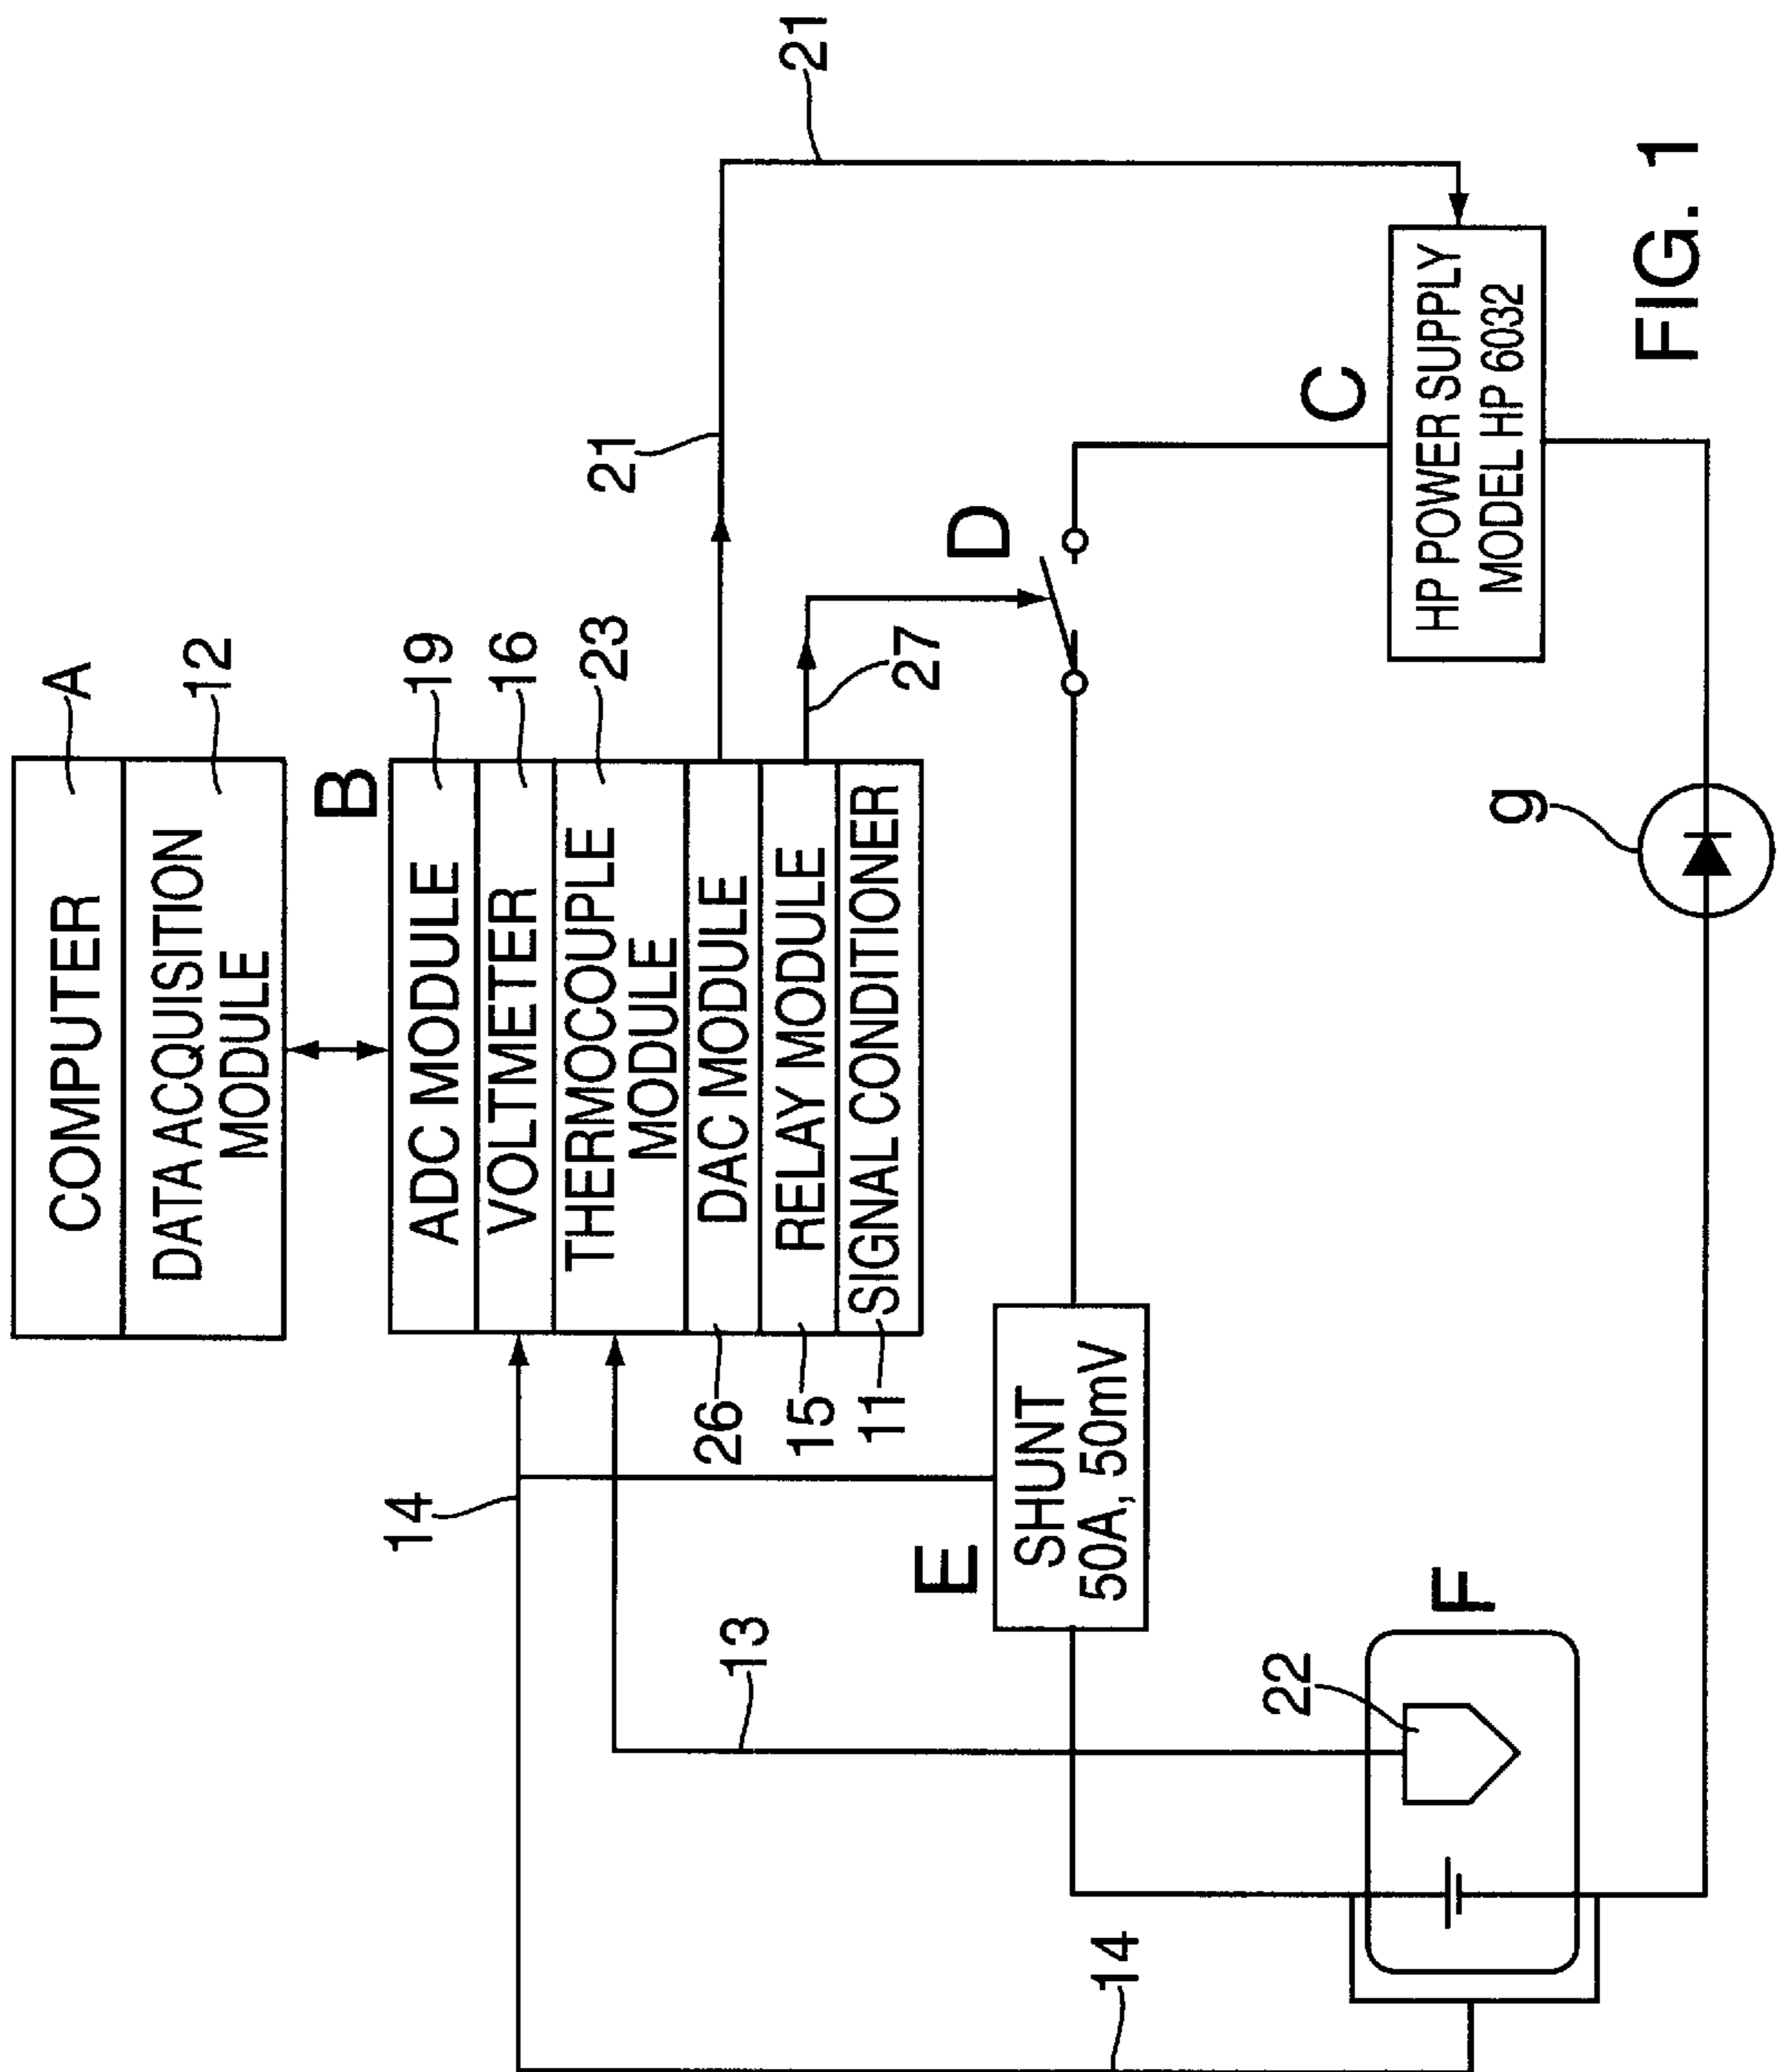 COMPUTER
A
DATA ACQUISITION
MODULE
12
B
ADC MODULE
19
VOLTMETER
16
THERMOCOUPLE
MODULE
23
DAC MODULE
26
RELAY MODULE
15
SIGNAL CONDITIONER
11
21
21
27
14
13
D
E
SHUNT
50A, 50mV
C
HP POWER SUPPLY
MODEL HP 6032
F
22
14
g
FIG. 1